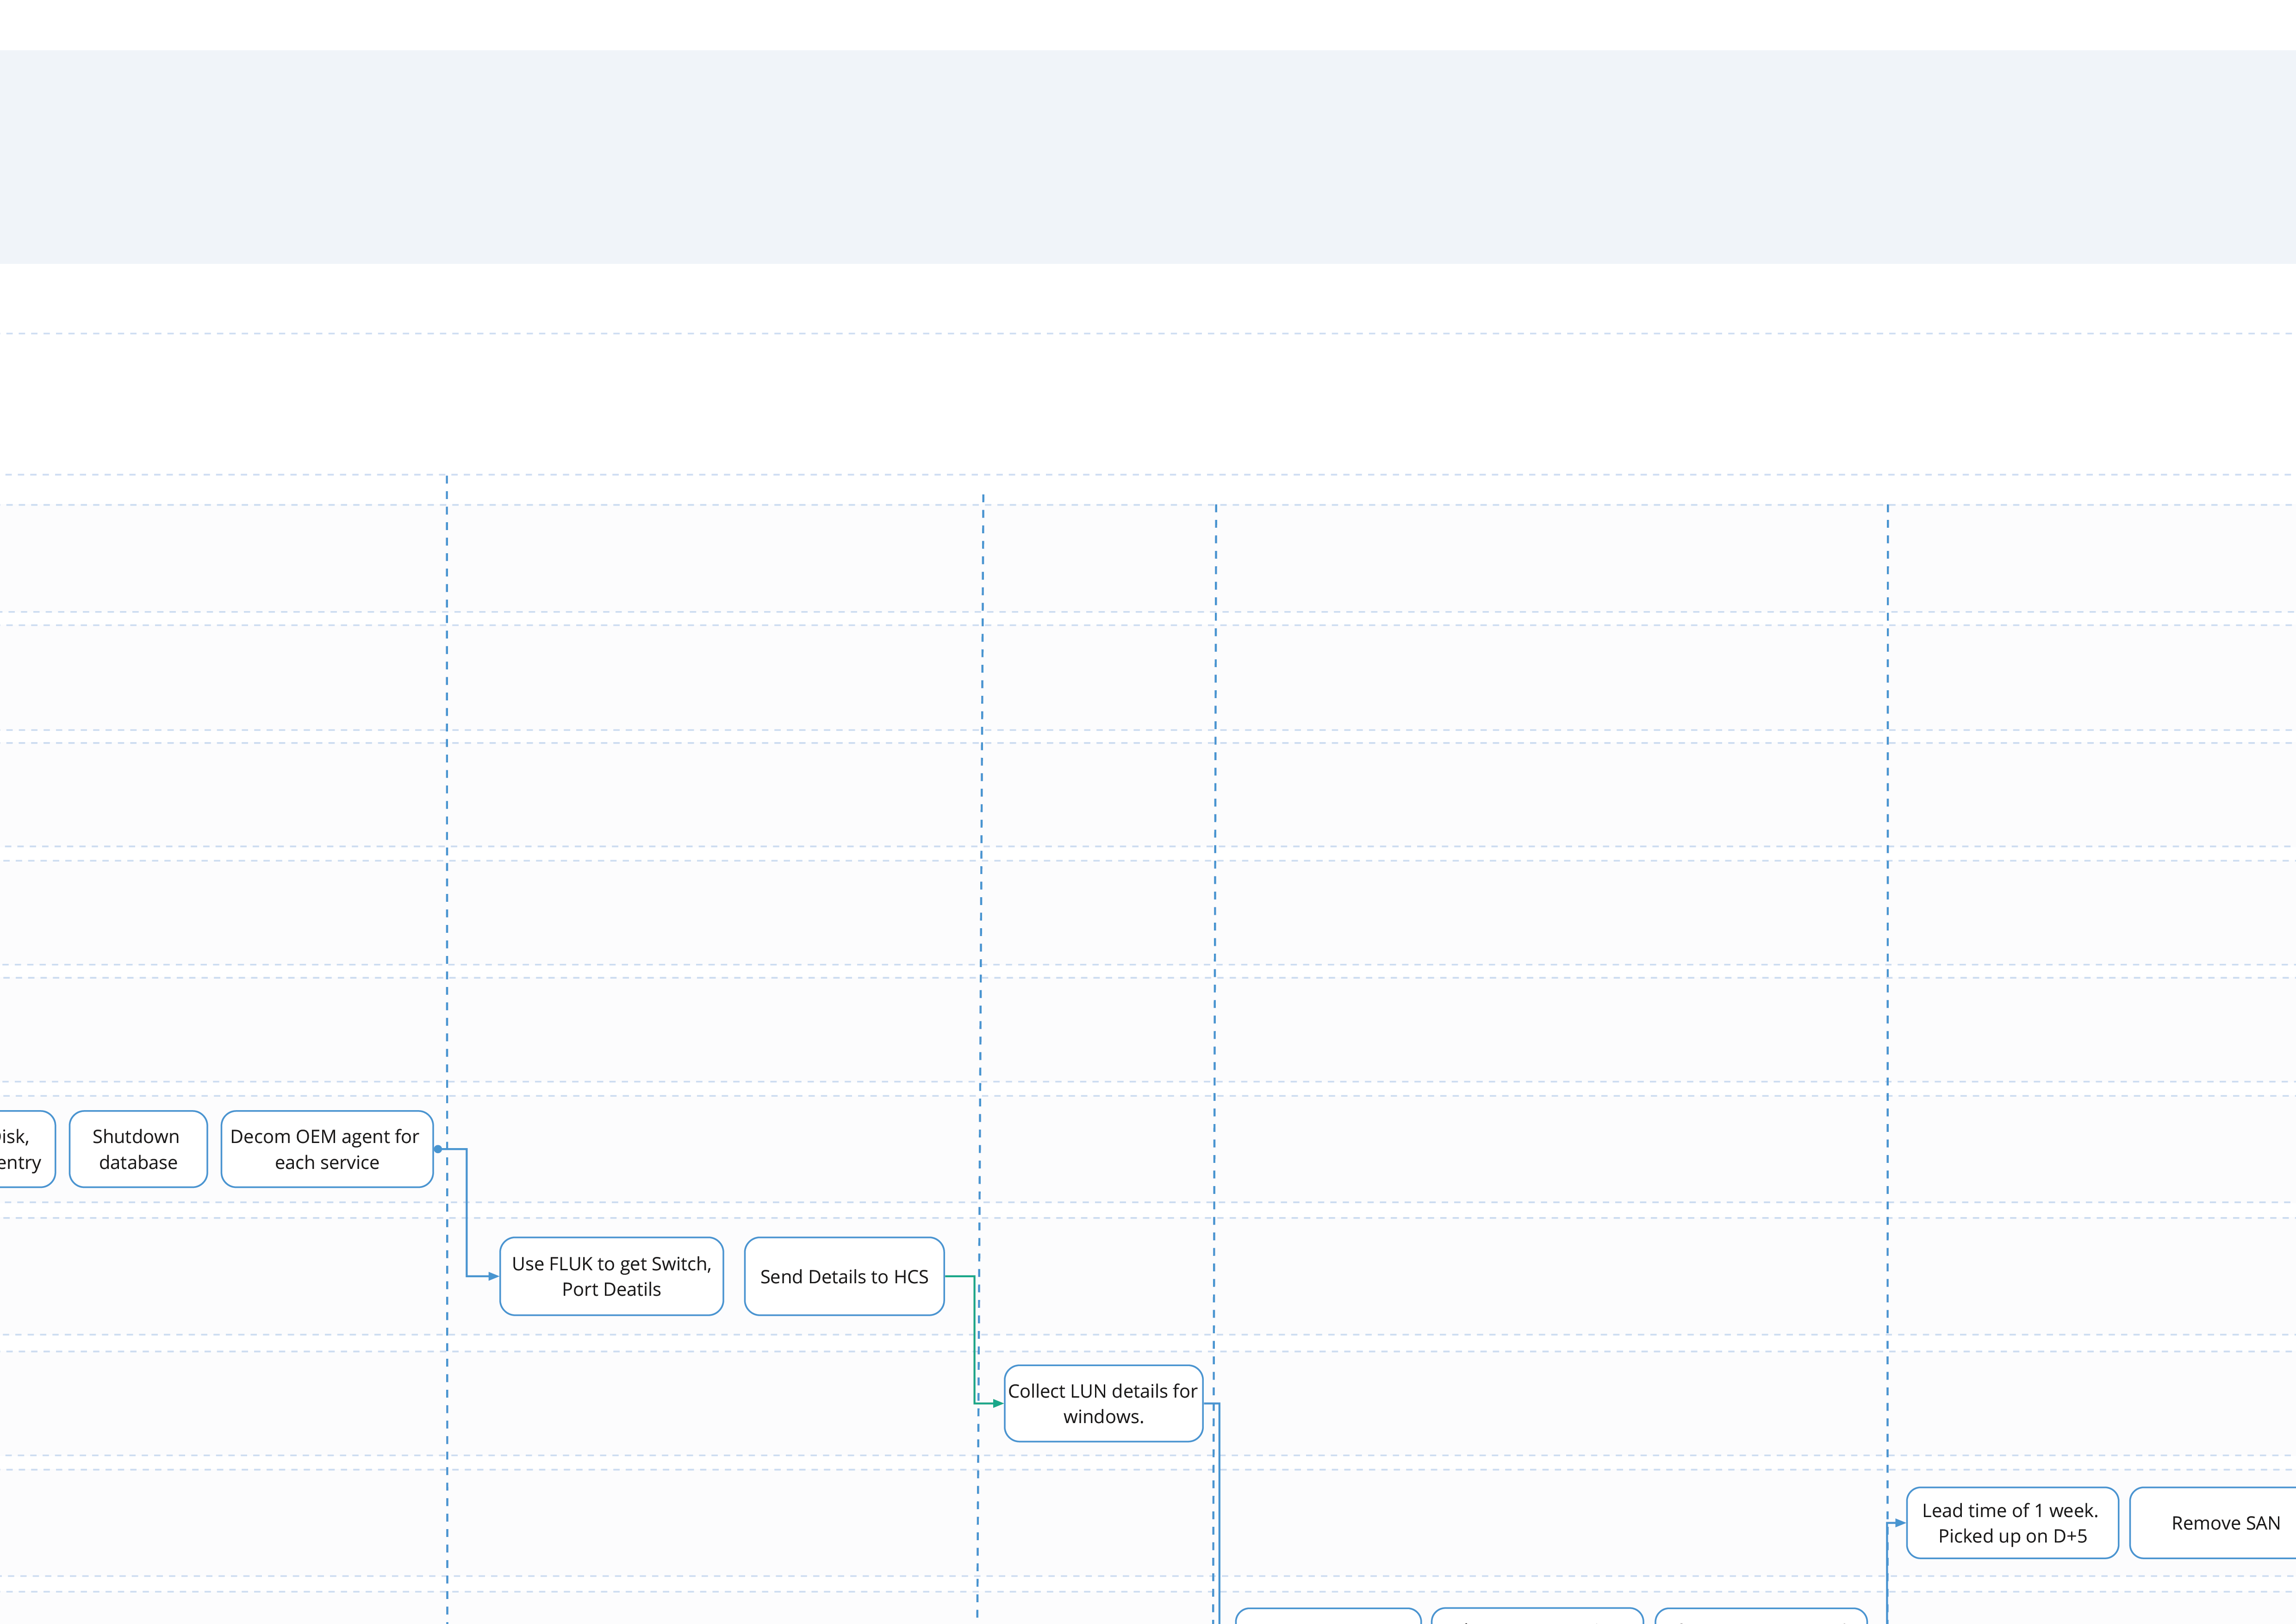 isk,
entry
Shutdown
database
Decom OEM agent for
each service
Use FLUK to get Switch,
Port Deatils
Send Details to HCS
Collect LUN details for
windows.
Lead time of 1 week.
Picked up on D+5
Remove SAN